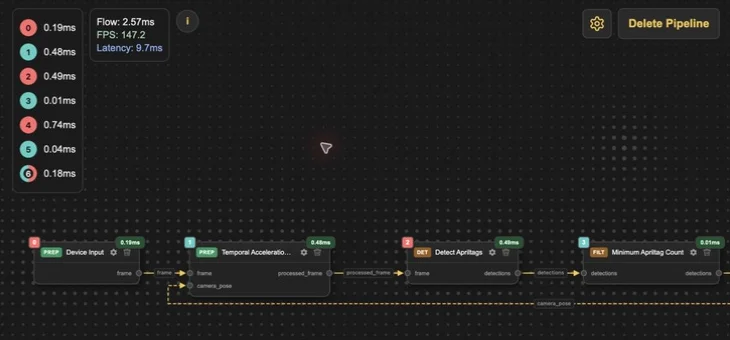 0 0.19ms
1 0.48ms
2 0.49ms
3 0.01ms
4 0.74ms
5 0.04ms
6 0.18ms
Flow: 2.57ms
FPS: 147.2
Latency: 9.7ms
i
Delete Pipeline
0 0.19ms
PREP Device Input
frame
frame
1 0.48ms
PREP Temporal Acceleratio...
frame processed_frame
camera_pose
processed_frame
2 0.49ms
DET Detect Apriltags
frame detections
detections
3 0.01ms
FILT Minimum Apriltag Count
detections detections
camera_pose